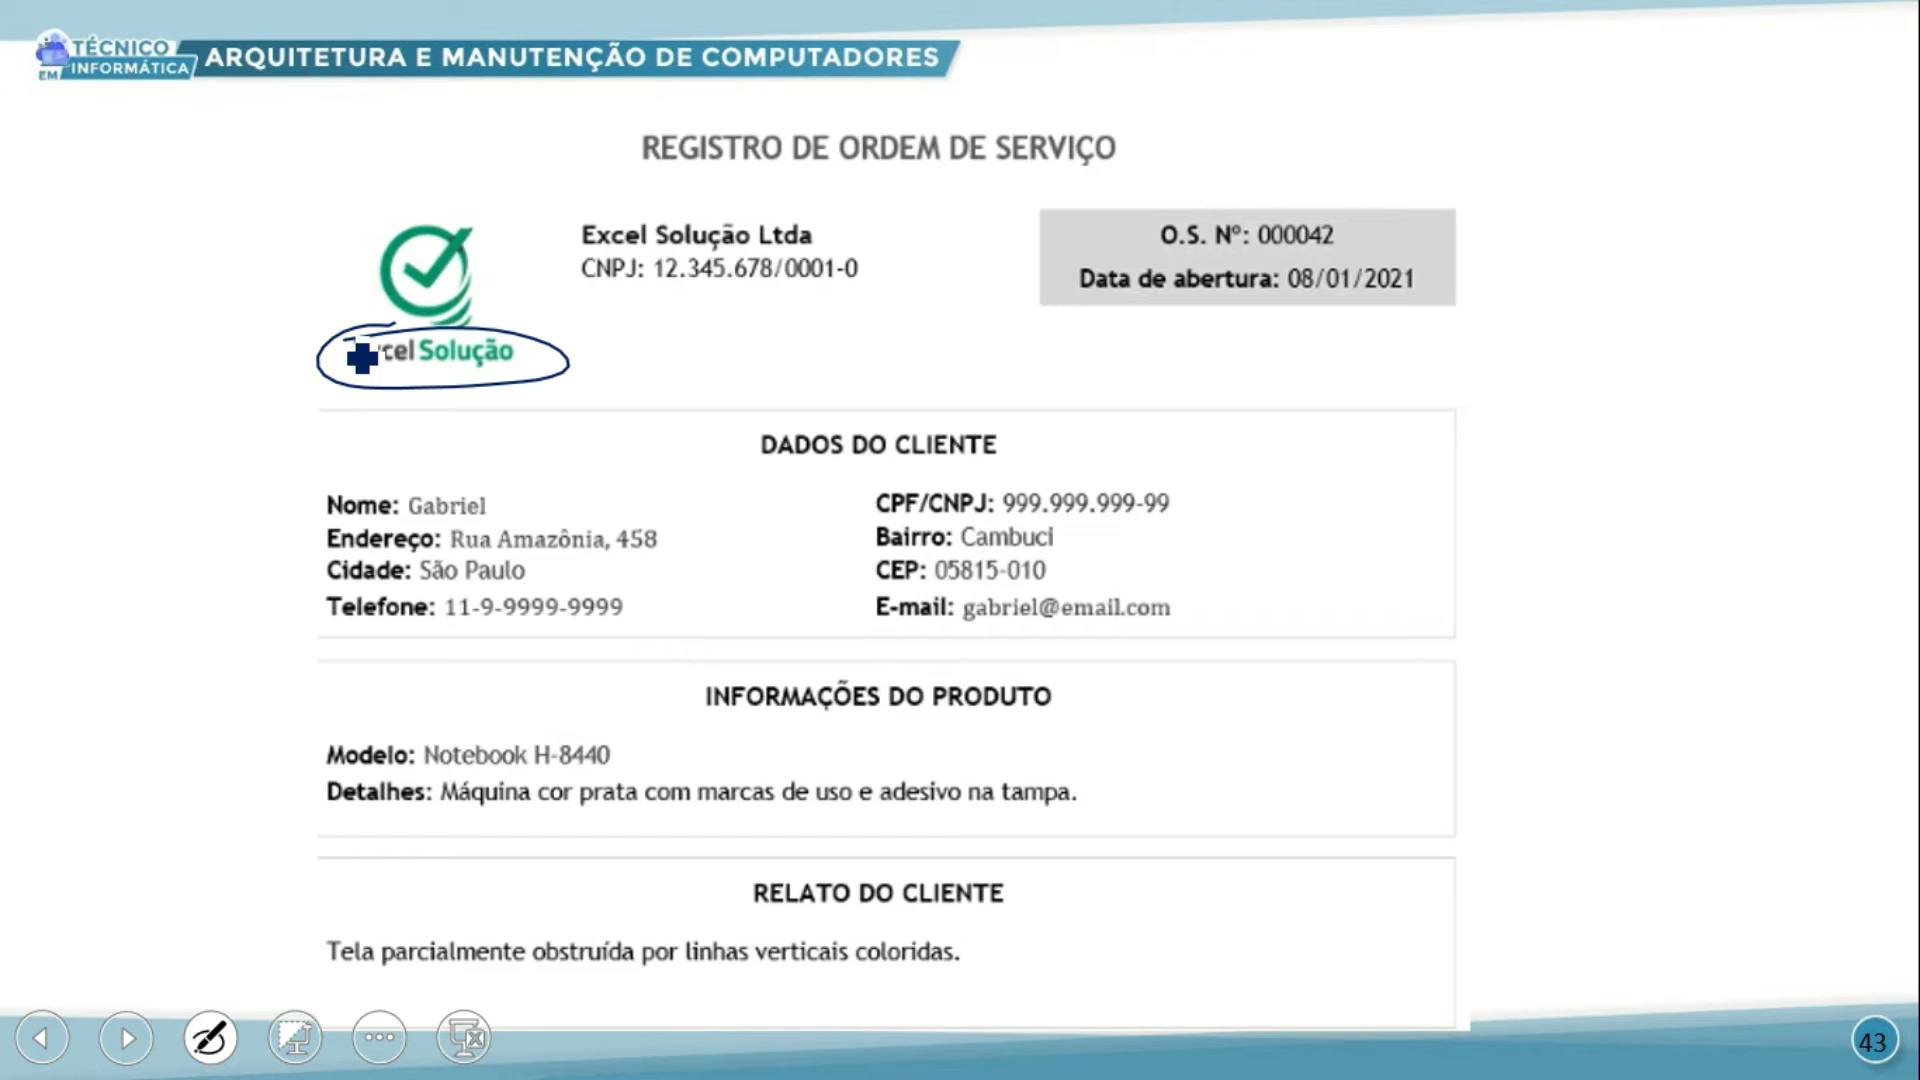 TÉCNICO
EM INFORMÁTICA
ARQUITETURA E MANUTENÇÃO DE COMPUTADORES
REGISTRO DE ORDEM DE SERVIÇO
Excel Solução Ltda
CNPJ: 12.345.678/0001-0
O.S. Nº: 000042
Data de abertura: 08/01/2021
Solução
DADOS DO CLIENTE
Nome: Gabriel
CPF/CNPJ: 999.999.999-99
Endereço: Rua Amazônia, 458
Bairro: Cambuci
Cidade: São Paulo
CEP: 05815-010
Telefone: 11-9-9999-9999
E-mail: gabriel@email.com
INFORMAÇÕES DO PRODUTO
Modelo: Notebook H-8440
Detalhes: Máquina cor prata com marcas de uso e adesivo na tampa.
RELATO DO CLIENTE
Tela parcialmente obstruída por linhas verticais coloridas.
43